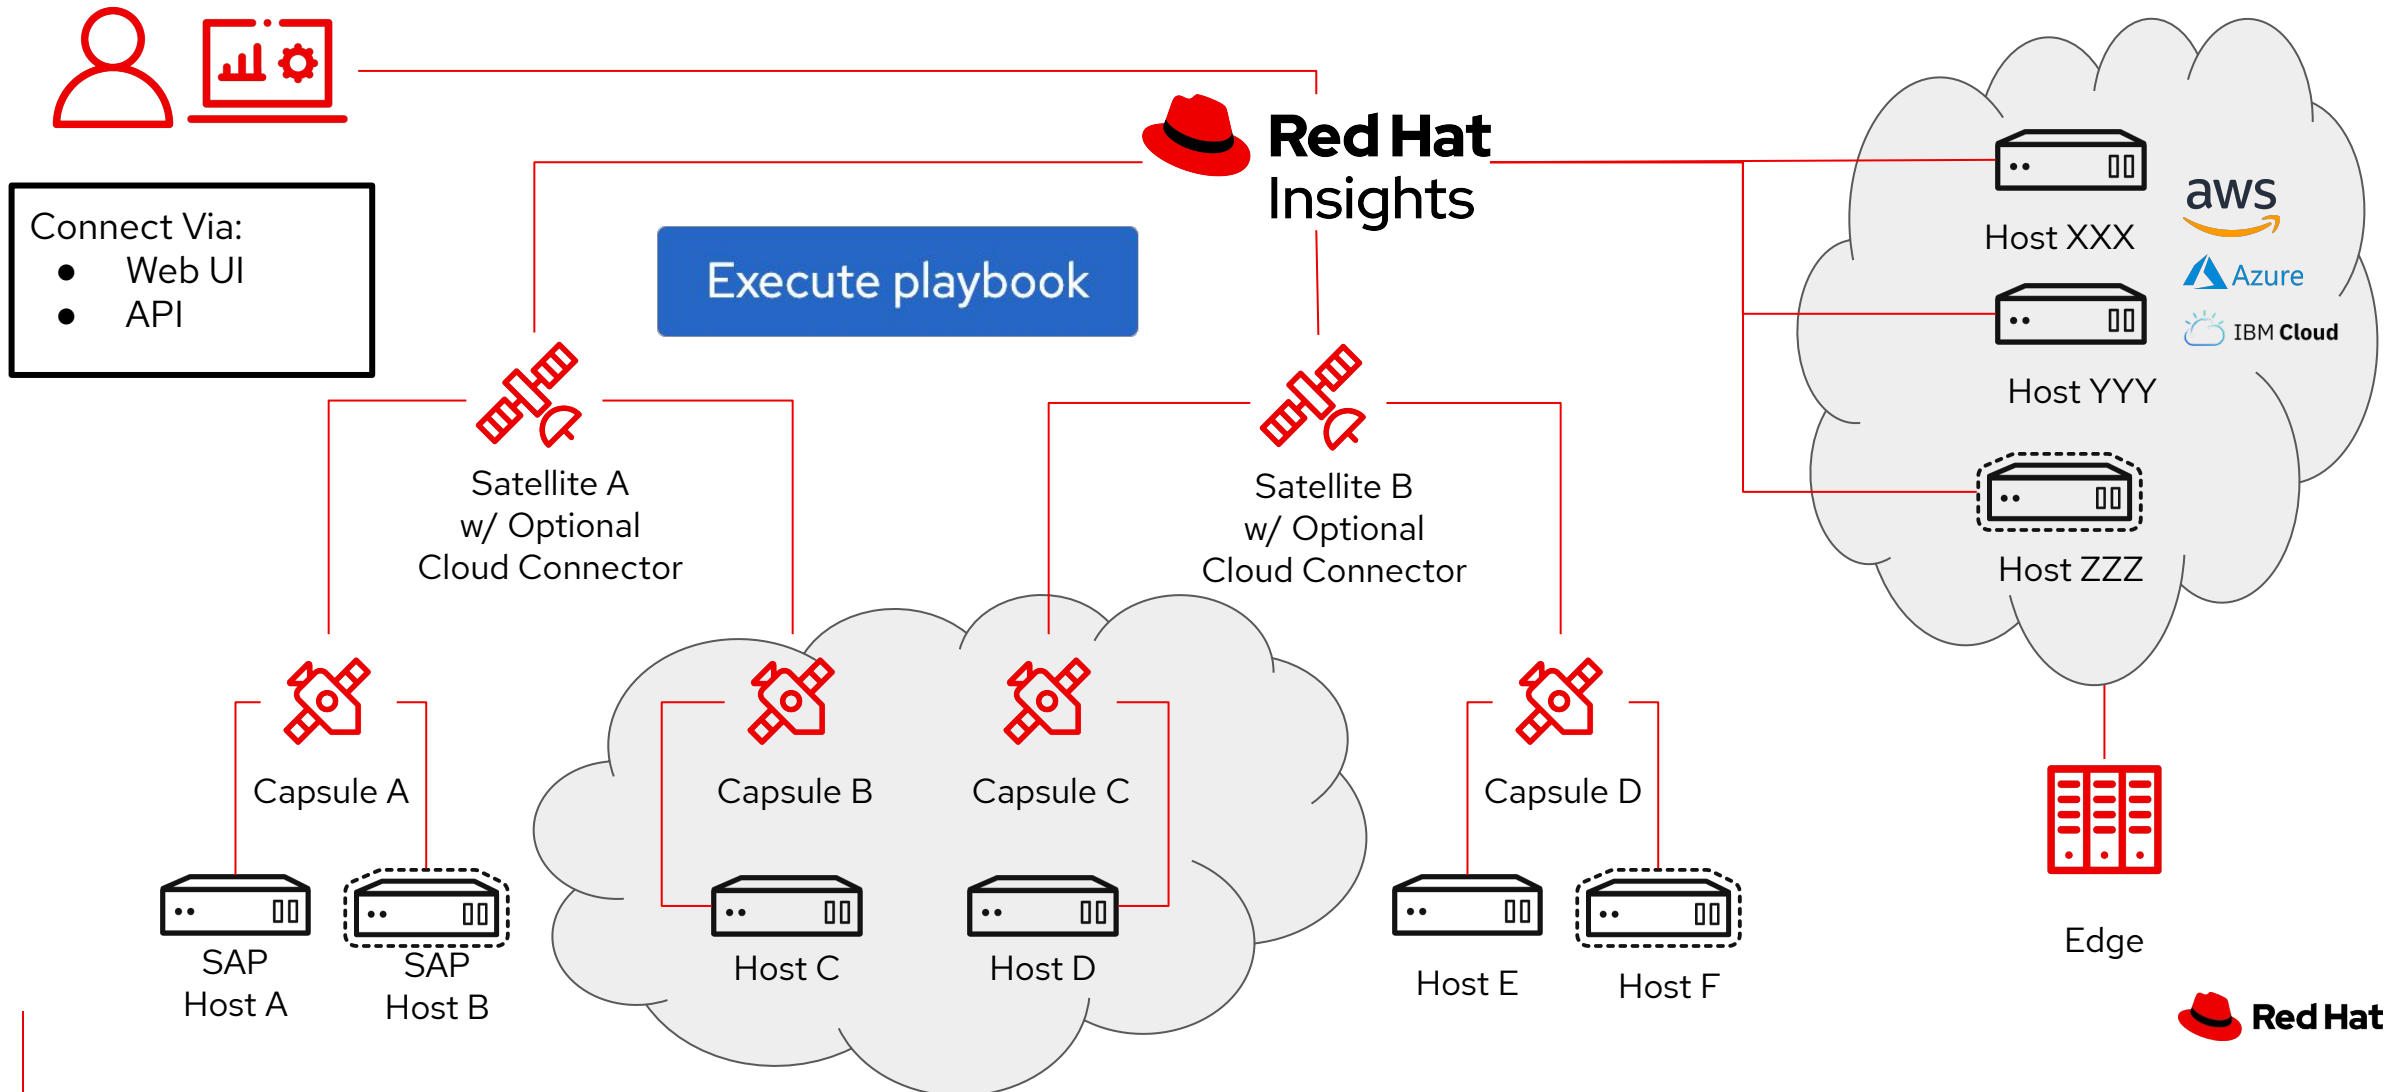 Red Hat
Insights
Connect Via:
● Web UI
● API
Execute playbook
Host XXX
aws
Azure
Host YYY
IBM Cloud
Host ZZZ
Satellite A
w/ Optional
Cloud Connector
Satellite B
w/ Optional
Cloud Connector
Capsule A
Capsule B
Capsule C
Capsule D
SAP
Host A
SAP
Host B
Host C
Host D
Host E
Host F
Edge
Red Hat